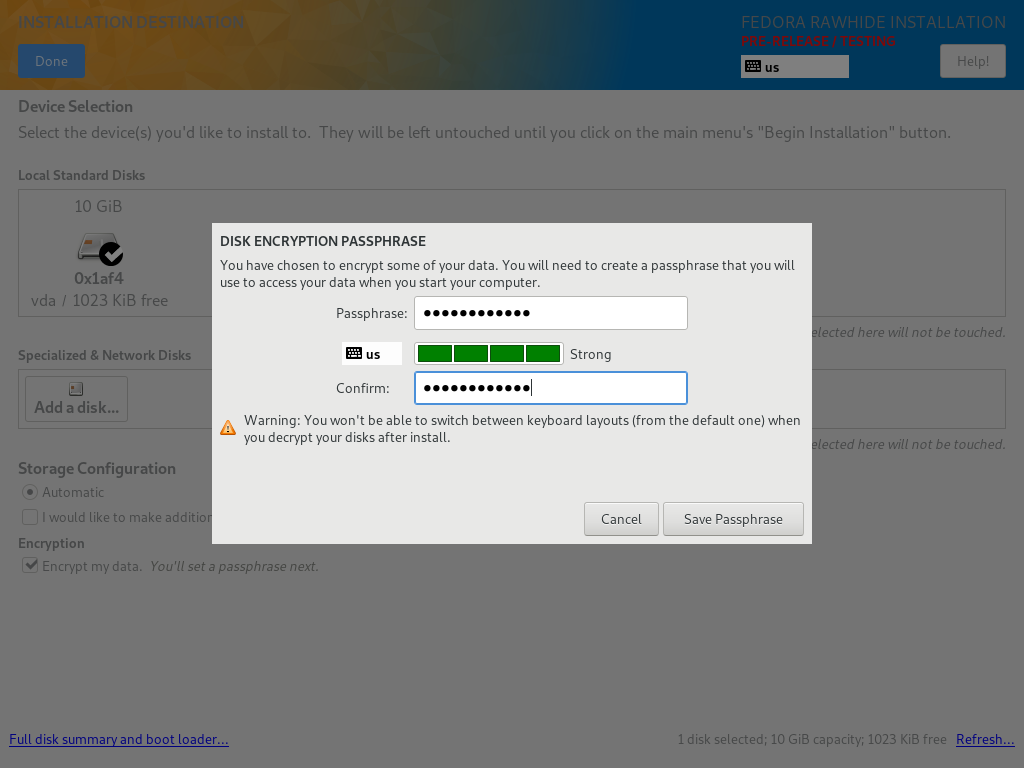 INSTALLATION DESTINATION
FEDORA RAWHIDE INSTALLATION
PRE-RELEASE / TESTING
Done
us
Help!
Device Selection
Select the device(s) you'd like to install to.  They will be left untouched until you click on the main menu's "Begin Installation" button.
Local Standard Disks
10 GiB
0x1af4
vda / 1023 KiB free
elected here will not be touched.
Specialized & Network Disks
Add a disk...
elected here will not be touched.
Storage Configuration
Automatic
I would like to make addition
Encryption
Encrypt my data.  You'll set a passphrase next.
DISK ENCRYPTION PASSPHRASE
You have chosen to encrypt some of your data. You will need to create a passphrase that you will
use to access your data when you start your computer.
Passphrase: ●●●●●●●●●●●●
us Strong
Confirm: ●●●●●●●●●●●●
Warning: You won't be able to switch between keyboard layouts (from the default one) when
you decrypt your disks after install.
Cancel Save Passphrase
Full disk summary and boot loader...
1 disk selected; 10 GiB capacity; 1023 KiB free Refresh...